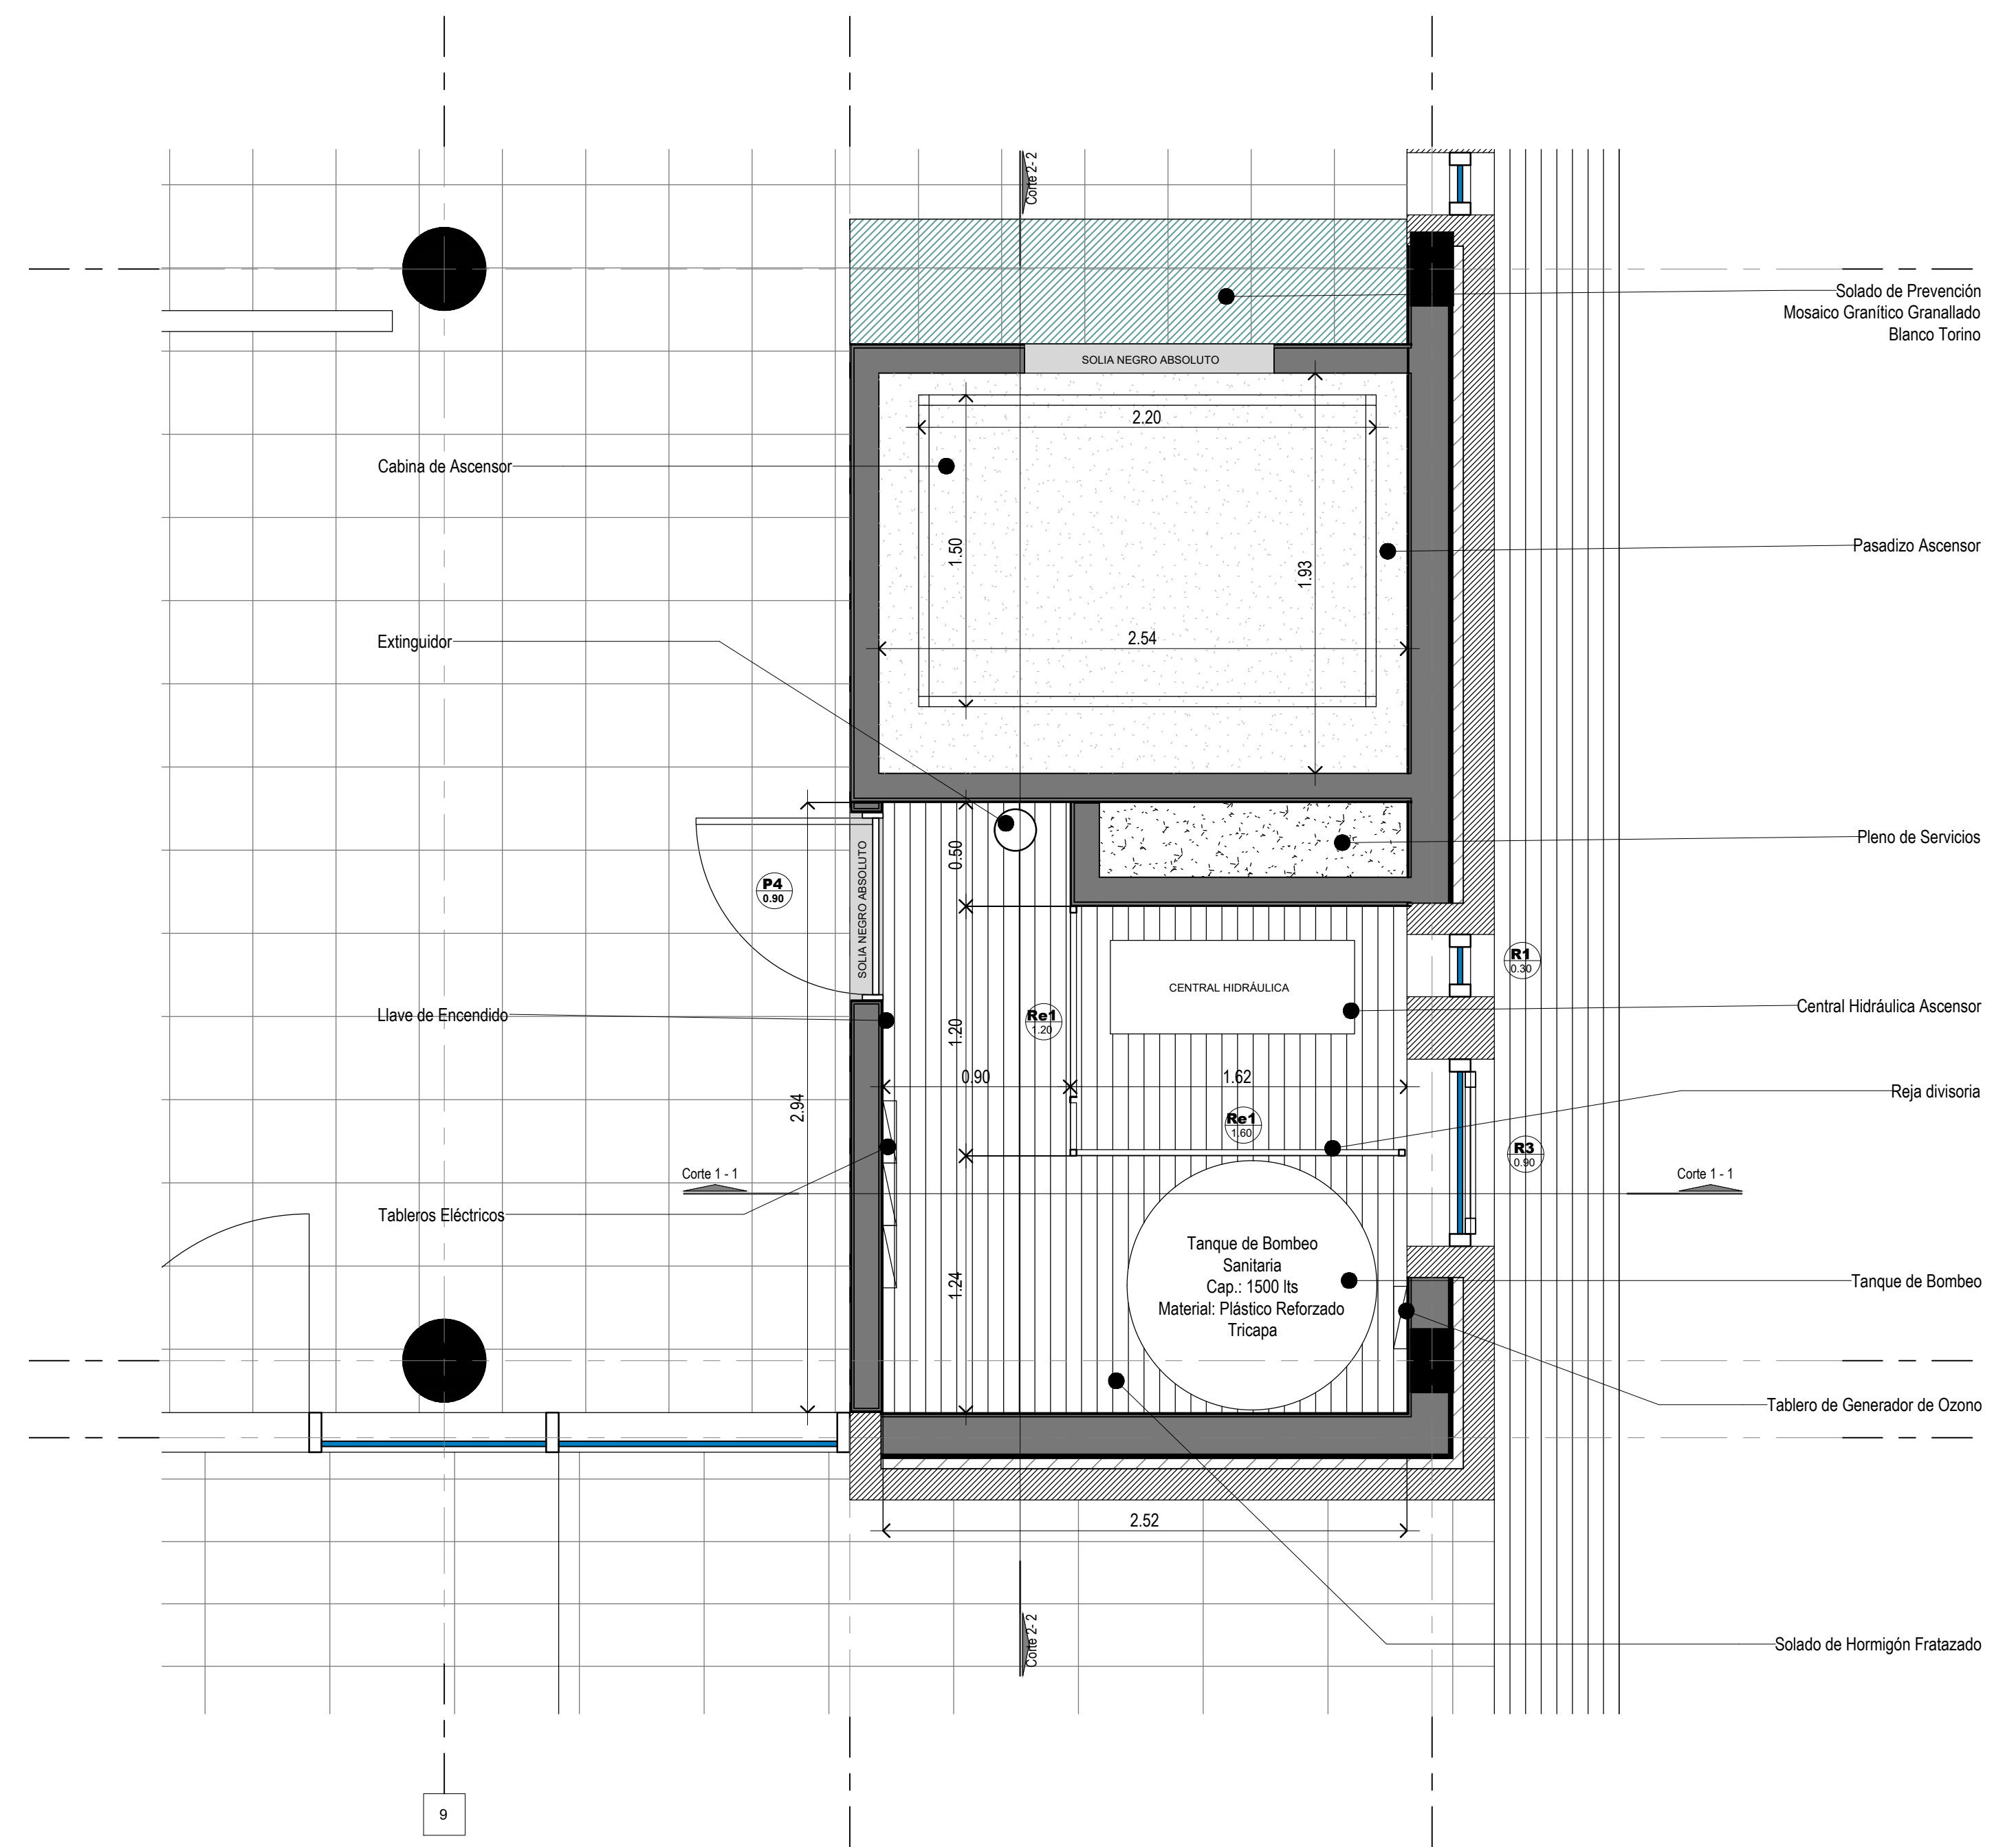 Corte 2- 2
Solado de Prevención
Mosaico Granítico Granallado
Blanco Torino
SOLIA NEGRO ABSOLUTO
2.20
Cabina de Ascensor
1.50
1.93
Pasadizo Ascensor
Extinguidor
2.54
Pleno de Servicios
0.50
P4
0.90
SOLIA NEGRO ABSOLUTO
R1
0.30
CENTRAL HIDRÁULICA
Central Hidráulica Ascensor
Llave de Encendido
Re1
1.20
1.20
0.90
1.62
Reja divisoria
2.94
Re1
1.60
R3
0.90
Corte 1 - 1
Corte 1 - 1
Tableros Eléctricos
Tanque de Bombeo
Sanitaria
Cap.: 1500 lts
Material: Plástico Reforzado
Tricapa
1.24
Tanque de Bombeo
Tablero de Generador de Ozono
2.52
Corte 2- 2
Solado de Hormigón Fratazado
9